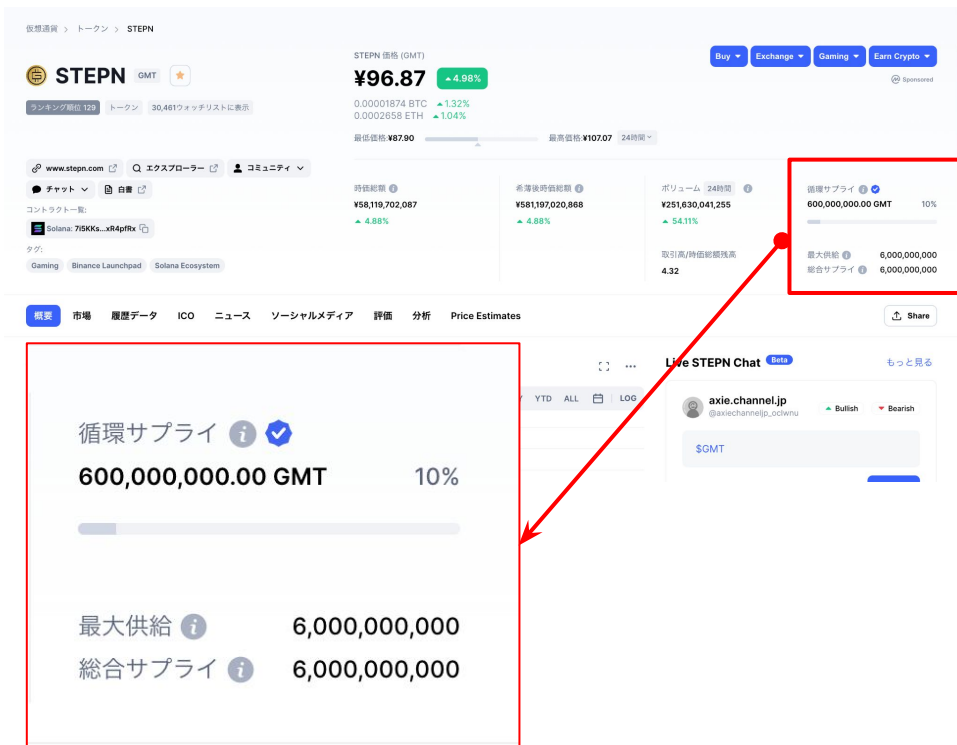 仮想通貨 > トークン > STEPN
STEPN GMT
ランキング順位 129 トークン 30,461ウォッチリストに表示
STEPN 価格 (GMT)
¥96.87 4.98%
0.00001874 BTC 1.32%
0.0002658 ETH 1.04%
最低価格:¥87.90 最高価格:¥107.07 24時間
Buy Exchange Gaming Earn Crypto
Sponsored
www.stepn.com エクスプローラー コミュニティ
チャット 白書
コントラクト一覧:
Solana: 7i5KKs...xR4pfRx
タグ:
Gaming Binance Launchpad Solana Ecosystem
時価総額
¥58,119,702,087
4.88%
希薄後時価総額
¥581,197,020,868
4.88%
ボリューム 24時間
¥251,630,041,255
54.11%
取引高/時価総額残高
4.32
循環サプライ
600,000,000.00 GMT 10%
最大供給 6,000,000,000
総合サプライ 6,000,000,000
概要 市場 履歴データ ICO ニュース ソーシャルメディア 評価 分析 Price Estimates
Share
YTD ALL LOG
Live STEPN Chat Beta もっと見る
axie.channel.jp
@axiechanneljp_ociwnu
Bullish Bearish
$GMT
循環サプライ
600,000,000.00 GMT 10%
最大供給 6,000,000,000
総合サプライ 6,000,000,000